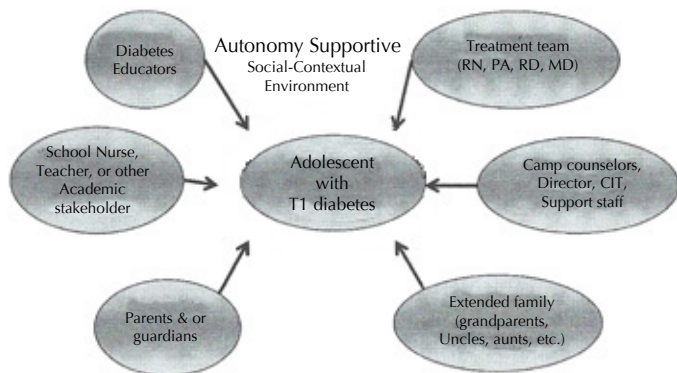 Diabetes
Educators
Autonomy Supportive
Social-Contextual
Environment
Treatment team
(RN, PA, RD, MD)
School Nurse,
Teacher, or other
Academic
stakeholder
Adolescent
with
T1 diabetes
Camp counselors,
Director, CIT,
Support staff
Parents & or
guardians
Extended family
(grandparents,
Uncles, aunts, etc.)